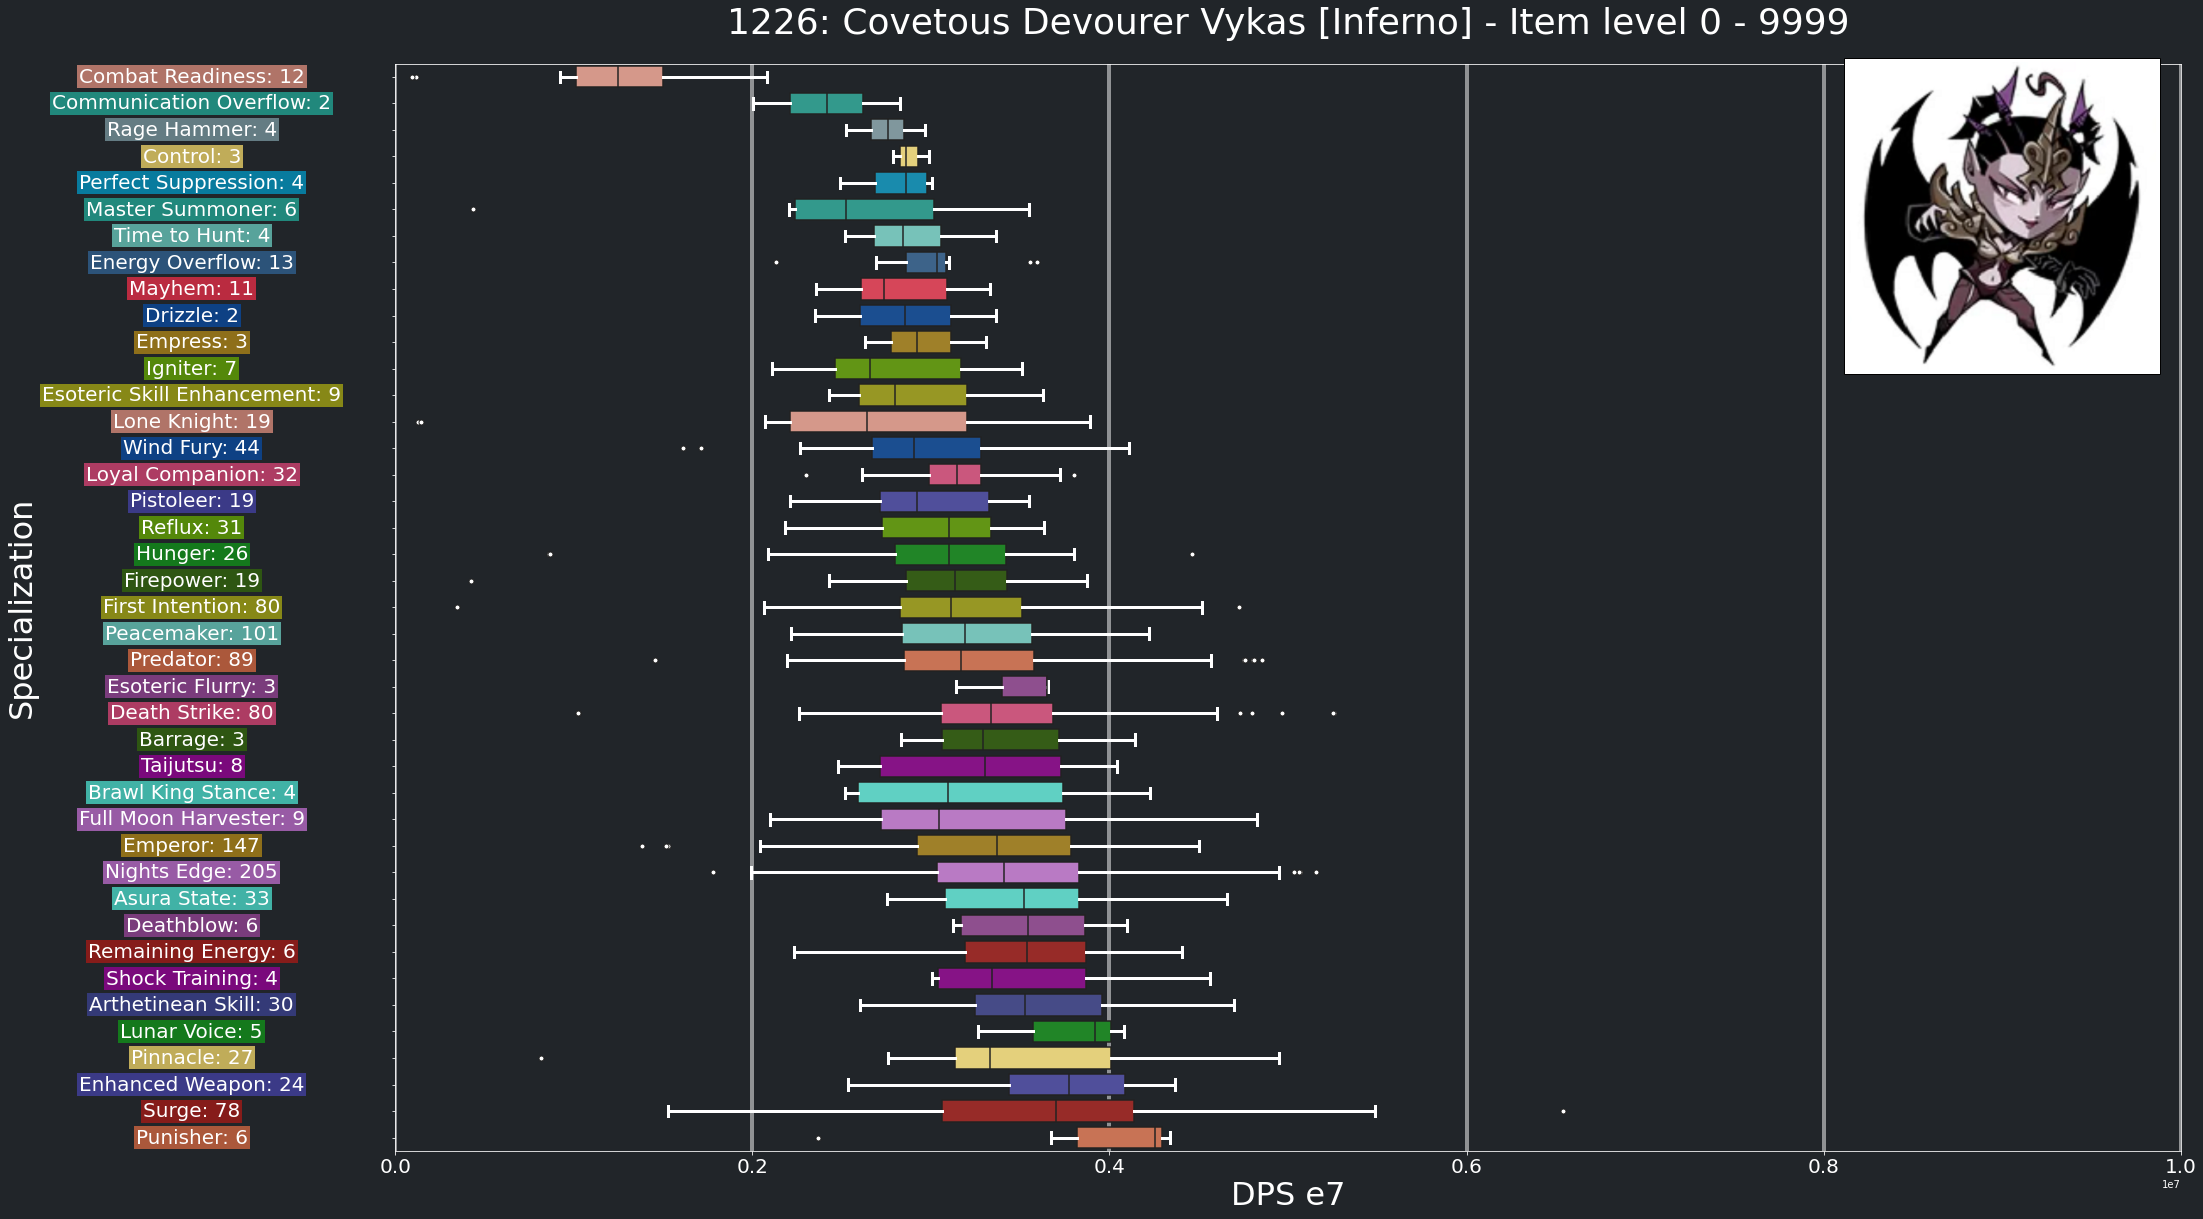 1226: Covetous Devourer Vykas [Inferno] - Item level 0 - 9999
Specialization
Combat Readiness: 12
Communication Overflow: 2
Rage Hammer: 4
Control: 3
Perfect Suppression: 4
Master Summoner: 6
Time to Hunt: 4
Energy Overflow: 13
Mayhem: 11
Drizzle: 2
Empress: 3
Igniter: 7
Esoteric Skill Enhancement: 9
Lone Knight: 19
Wind Fury: 44
Loyal Companion: 32
Pistoleer: 19
Reflux: 31
Hunger: 26
Firepower: 19
First Intention: 80
Peacemaker: 101
Predator: 89
Esoteric Flurry: 3
Death Strike: 80
Barrage: 3
Taijutsu: 8
Brawl King Stance: 4
Full Moon Harvester: 9
Emperor: 147
Nights Edge: 205
Asura State: 33
Deathblow: 6
Remaining Energy: 6
Shock Training: 4
Arthetinean Skill: 30
Lunar Voice: 5
Pinnacle: 27
Enhanced Weapon: 24
Surge: 78
Punisher: 6
0.0 0.2 0.4 0.6 0.8 1.0
1e7
DPS e7